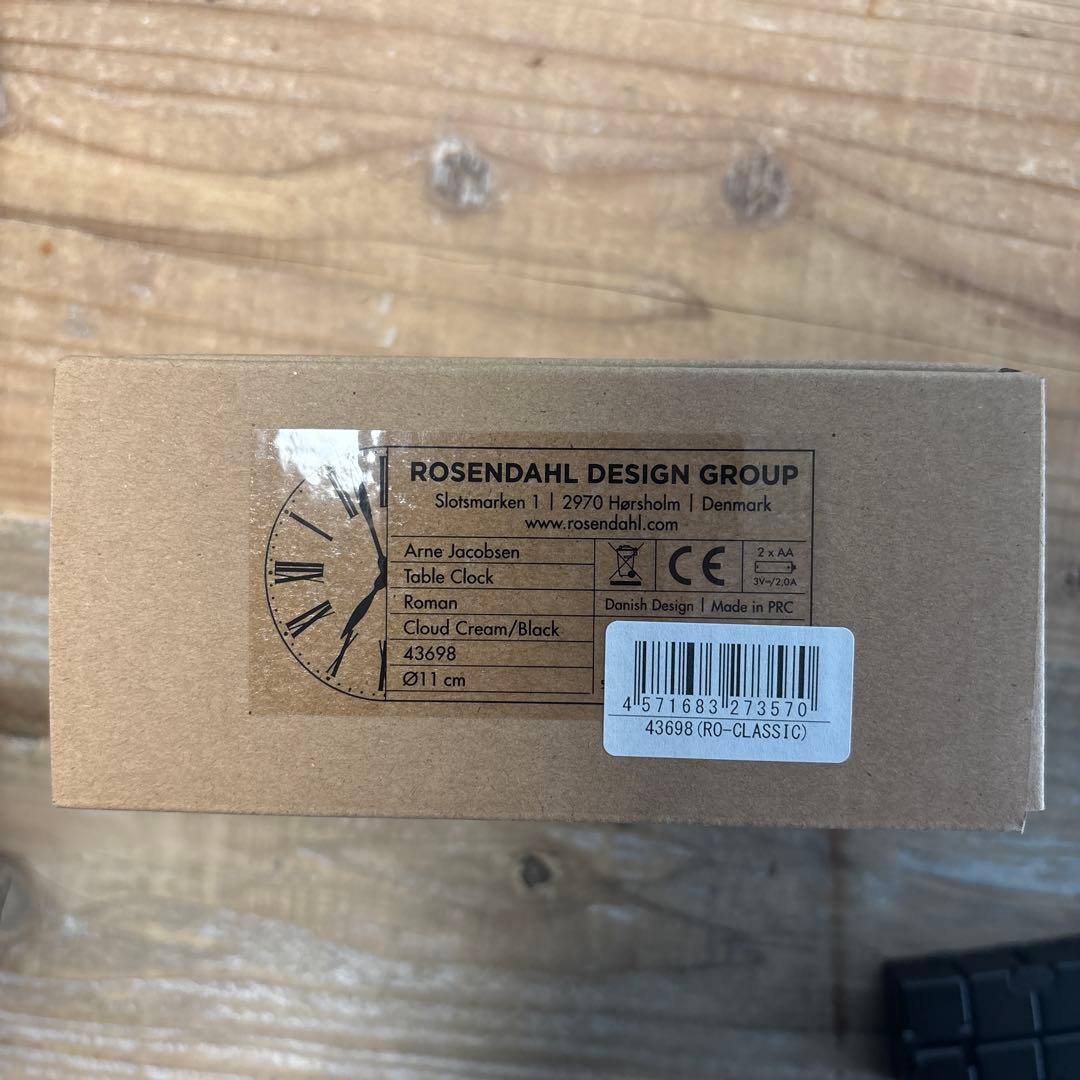 ROSENDAHL DESIGN GROUP
Slotsmarken 1 | 2970 Hørsholm | Denmark
www.rosendahl.com
Arne Jacobsen
Table Clock
Roman
Cloud Cream/Black
43698
Ø11 cm
CE
2 x AA
3V⎓/2,0A
Danish Design | Made in PRC
4 571683 273570
43698(RO-CLASSIC)